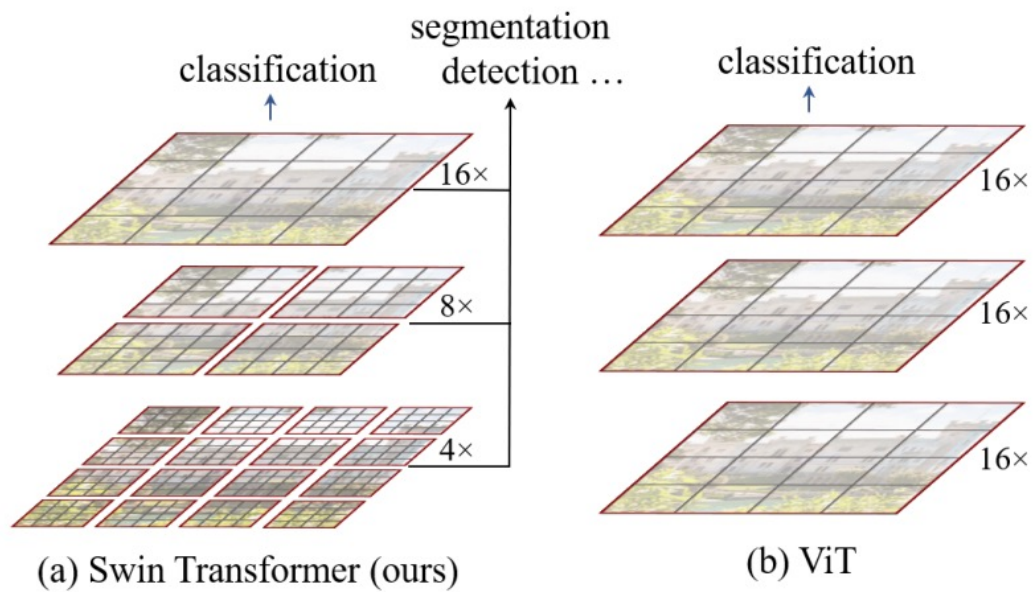 segmentation
detection …
classification
16×
8×
4×
(a) Swin Transformer (ours)
classification
16×
16×
16×
(b) ViT